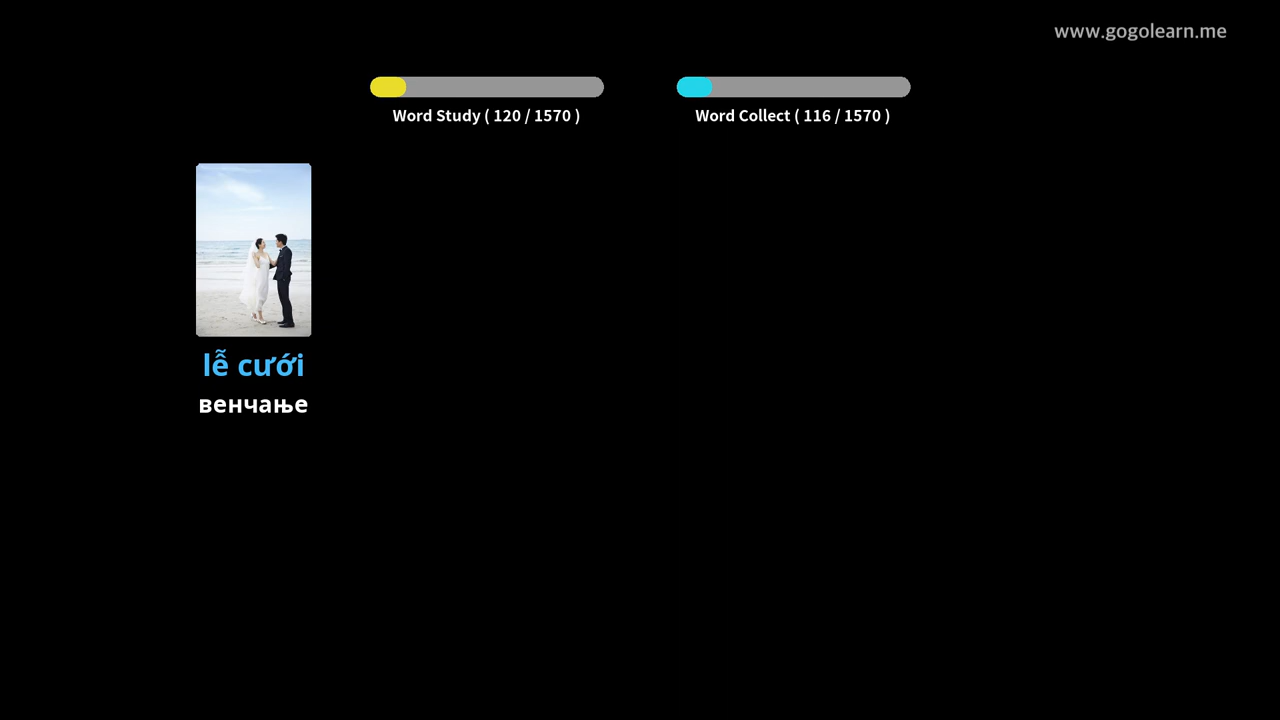 www.gogolearn.me
Word Study ( 120 / 1570 )
Word Collect ( 116 / 1570 )
lễ cưới
венчање